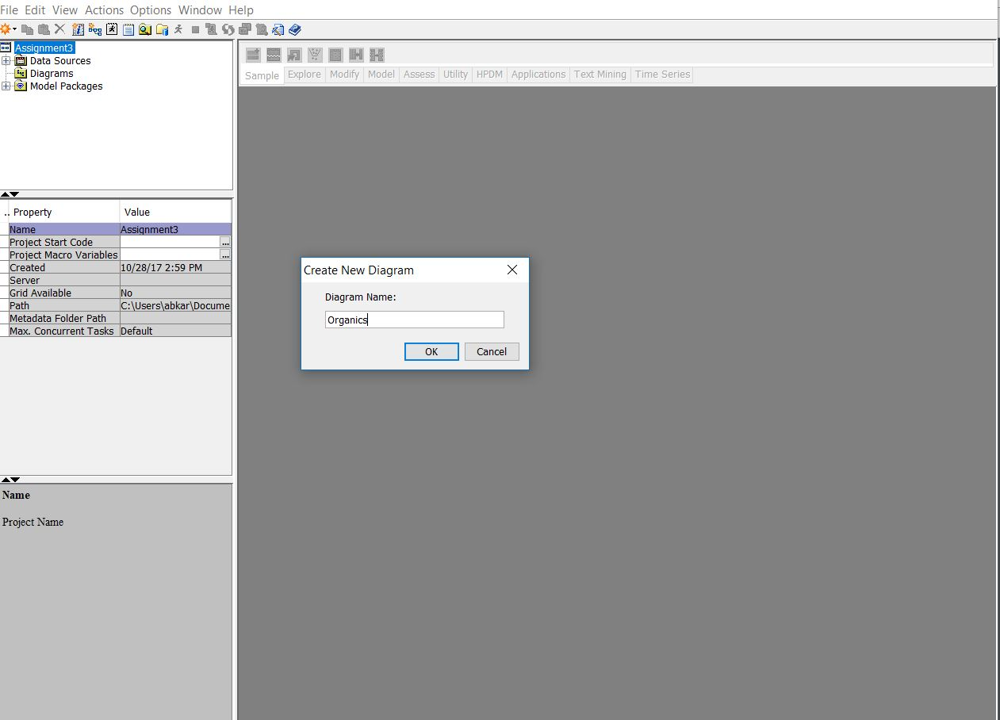 File Edit View Actions Options Window Help
Assignment3
Data Sources
Diagrams
Model Packages
Sample Explore Modify Model Assess Utility HPDM Applications Text Mining Time Series
.. Property Value
Name Assignment3
Project Start Code ...
Project Macro Variables ...
Created 10/28/17 2:59 PM
Server
Grid Available No
Path C:\Users\abkar\Docume
Metadata Folder Path
Max. Concurrent Tasks Default
Create New Diagram
Diagram Name:
Organics
OK Cancel
Name
Project Name